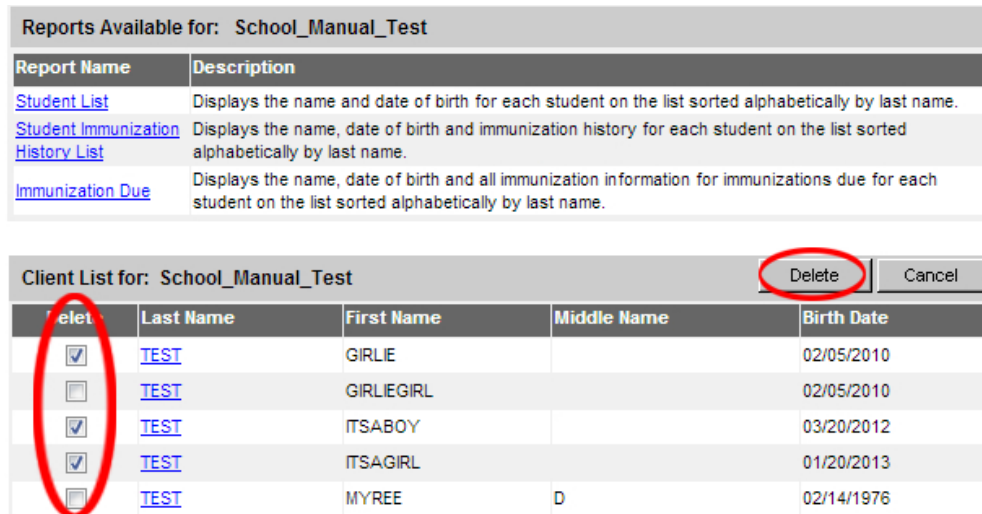 Reports Available for: School_Manual_Test
Report Name Description
Student List Displays the name and date of birth for each student on the list sorted alphabetically by last name.
Student Immunization Displays the name, date of birth and immunization history for each student on the list sorted
History List alphabetically by last name.
Immunization Due Displays the name, date of birth and all immunization information for immunizations due for each
student on the list sorted alphabetically by last name.
Client List for: School_Manual_Test Delete Cancel
Delete Last Name First Name Middle Name Birth Date
TEST GIRLIE 02/05/2010
TEST GIRLIEGIRL 02/05/2010
TEST ITSABOY 03/20/2012
TEST ITSAGIRL 01/20/2013
TEST MYREE D 02/14/1976